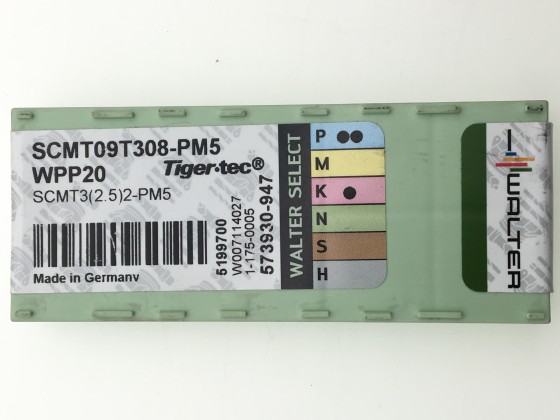 SCMT09T308-PM5
WPP20 Tiger·tec®
SCMT3(2.5)2-PM5
Made in Germany
5199700
W007114027
1-175-0005
573930-947
WALTER SELECT
P
M
K
N
S
H
WALTER